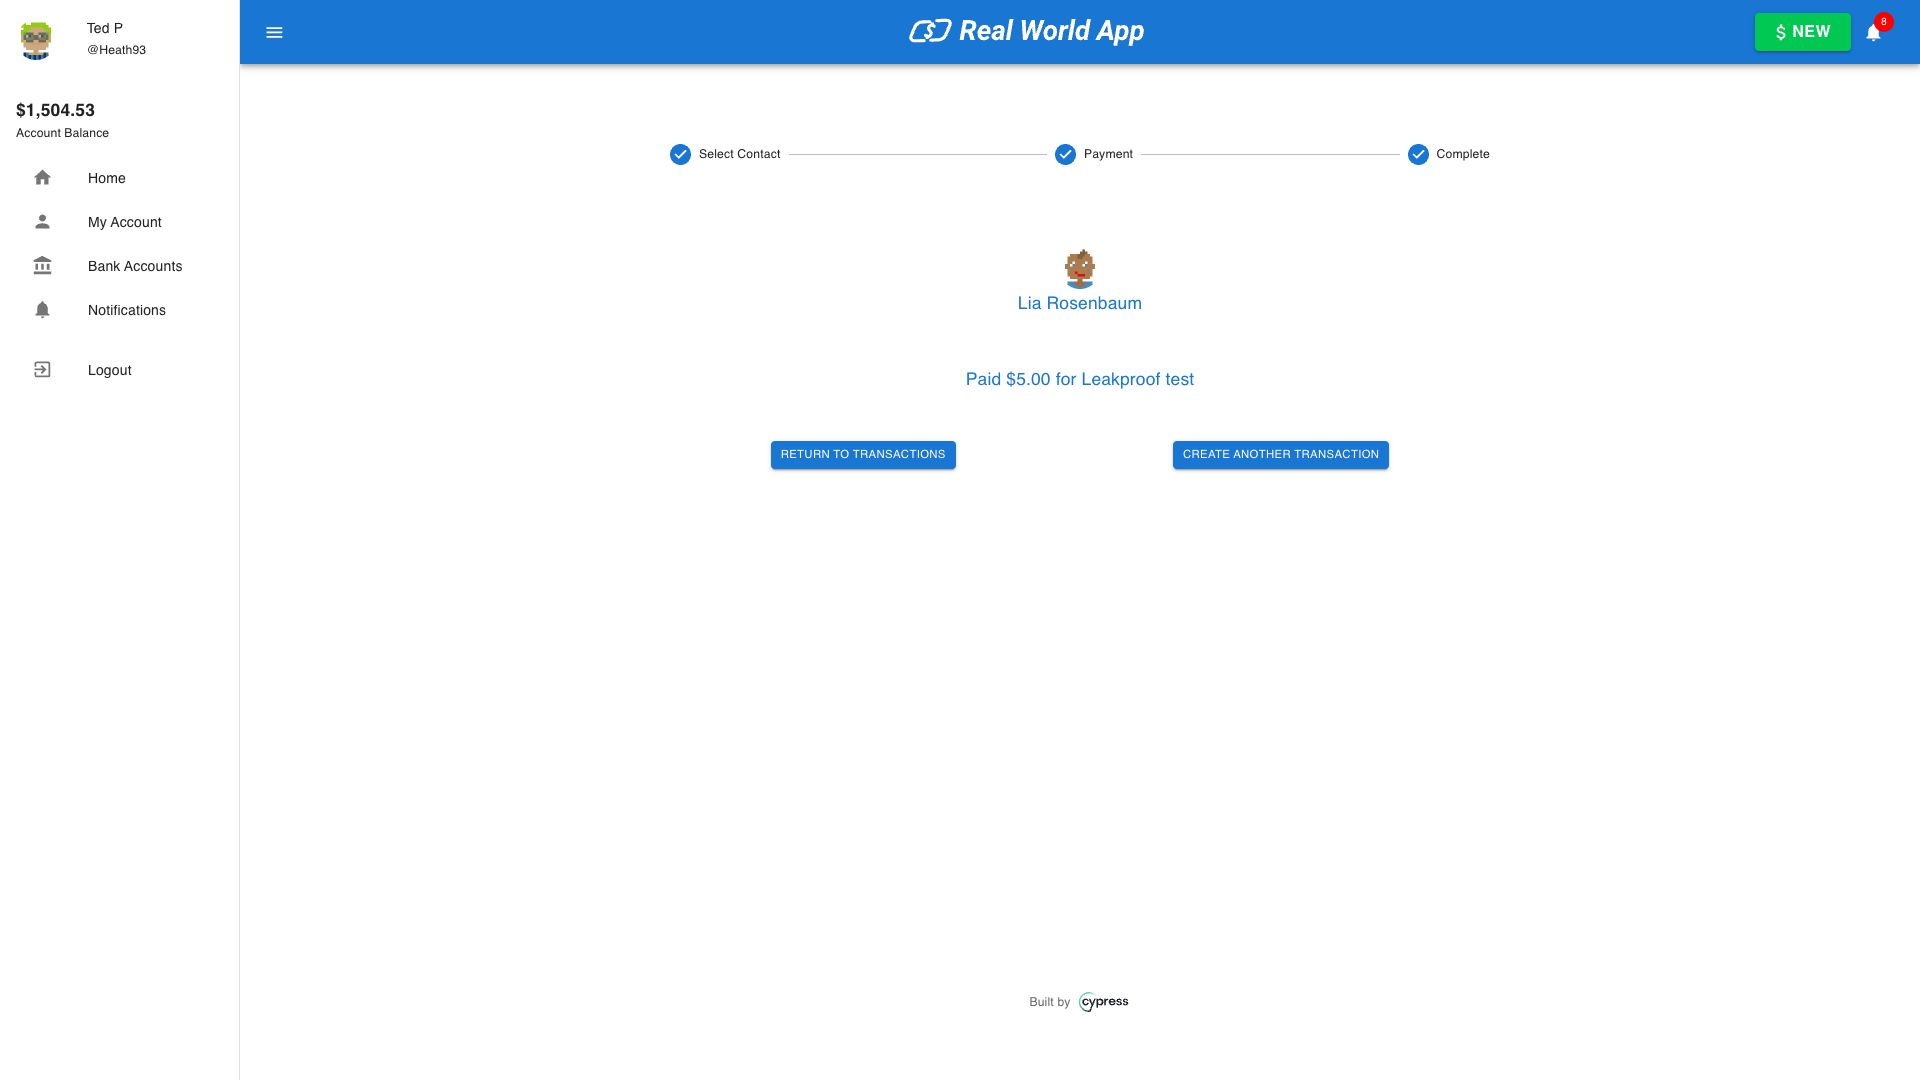 Ted P
@Heath93
$1,504.53
Account Balance
Home
My Account
Bank Accounts
Notifications
Logout
Real World App
$ NEW
8
Select Contact
Payment
Complete
Lia Rosenbaum
Paid $5.00 for Leakproof test
RETURN TO TRANSACTIONS
CREATE ANOTHER TRANSACTION
Built by cypress